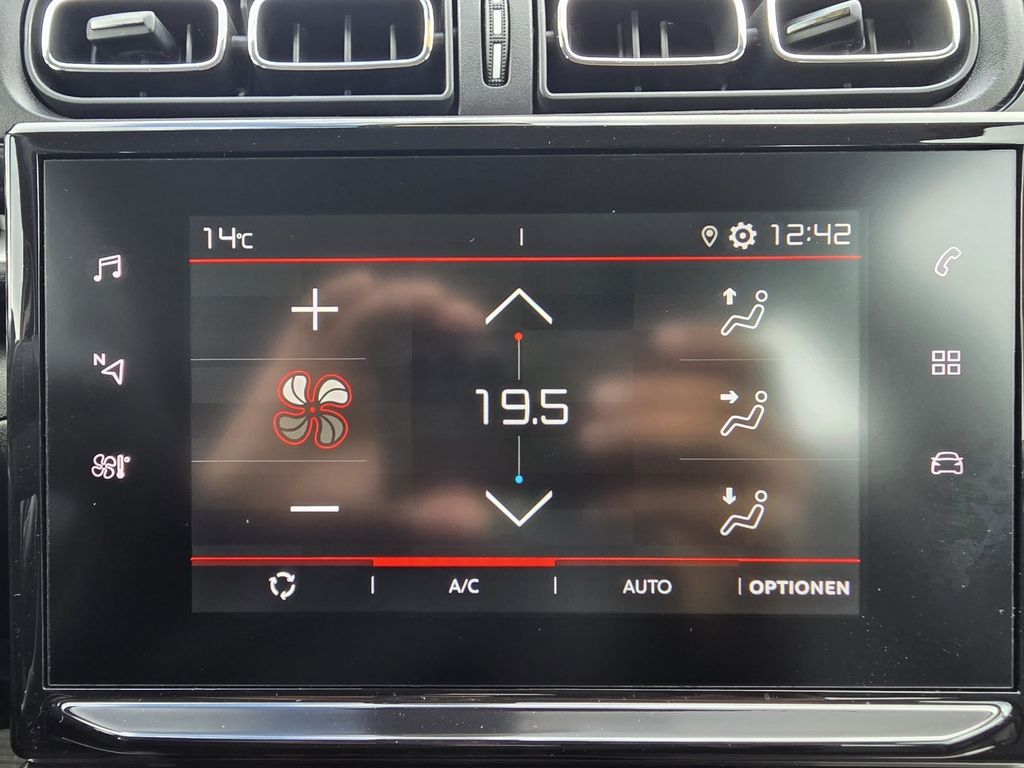 14°C 12:42
N
19.5
A/C AUTO OPTIONEN